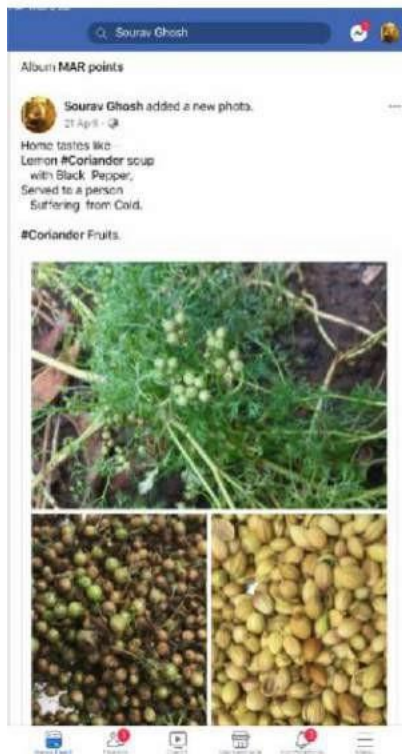 Sourav Ghosh
Album MAR points
Sourav Ghosh added a new photo.
21 April
Home tastes like
Lemon #Coriander soup
with Black Pepper,
Served to a person
Suffering from Cold.
#Coriander Fruits.